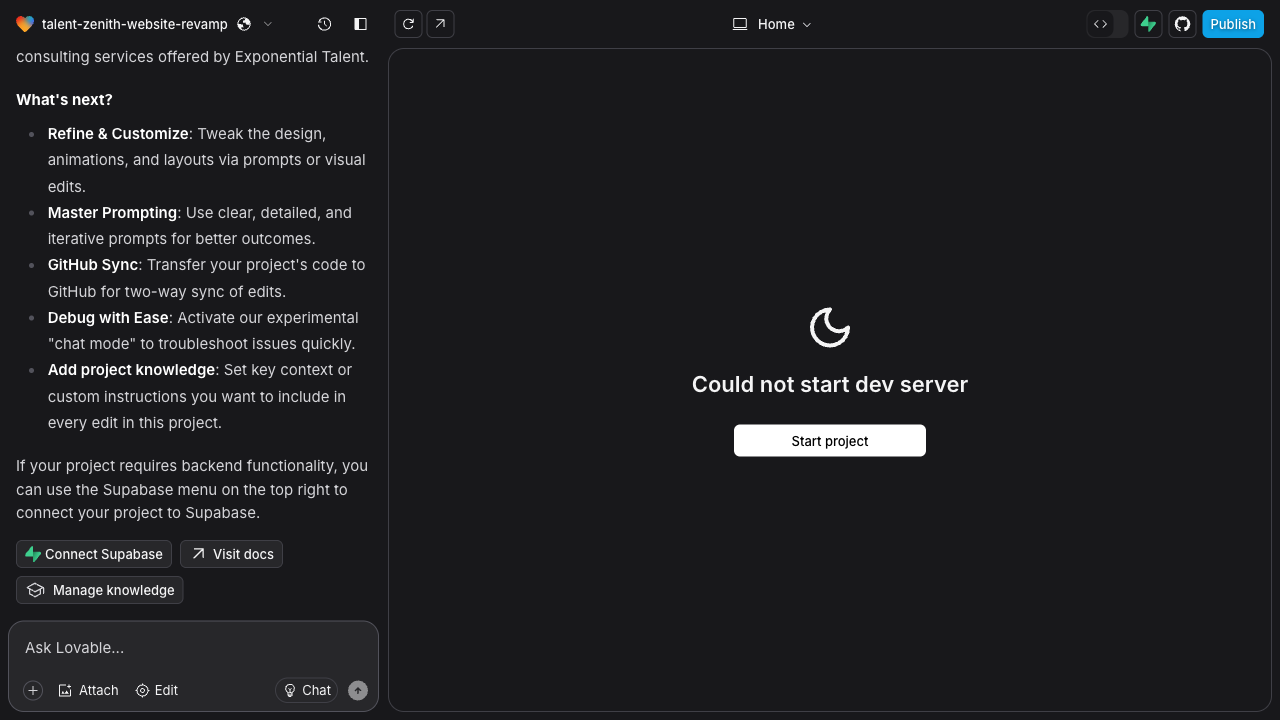 talent-zenith-website-revamp
Home
Publish
consulting services offered by Exponential Talent.
What's next?
Refine & Customize: Tweak the design,
animations, and layouts via prompts or visual
edits.
Master Prompting: Use clear, detailed, and
iterative prompts for better outcomes.
GitHub Sync: Transfer your project's code to
GitHub for two-way sync of edits.
Debug with Ease: Activate our experimental
"chat mode" to troubleshoot issues quickly.
Add project knowledge: Set key context or
custom instructions you want to include in
every edit in this project.
If your project requires backend functionality, you
can use the Supabase menu on the top right to
connect your project to Supabase.
Connect Supabase
Visit docs
Manage knowledge
Ask Lovable...
Attach
Edit
Chat
Could not start dev server
Start project